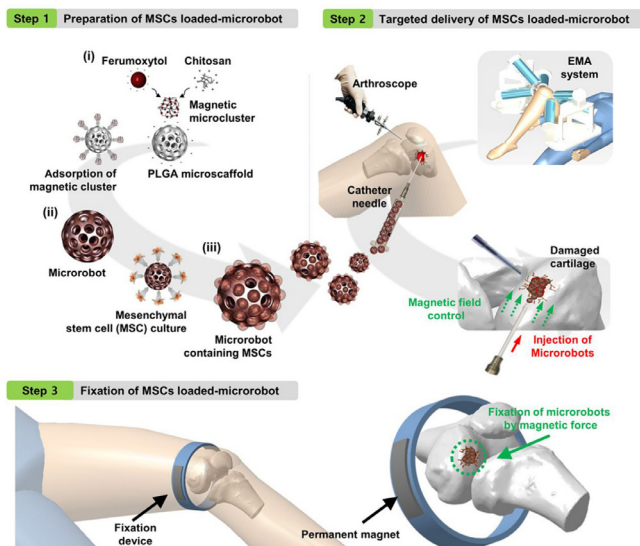 Step 1 Preparation of MSCs loaded-microrobot
(i)
Ferumoxytol
Chitosan
Magnetic
microcluster
Adsorption of
magnetic cluster
PLGA microscaffold
(ii)
Microrobot
Mesenchymal
stem cell (MSC) culture
(iii)
Microrobot
containing MSCs
Step 2 Targeted delivery of MSCs loaded-microrobot
Arthroscope
EMA
system
Catheter
needle
Damaged
cartilage
Magnetic field
control
Injection of
Microrobots
Step 3 Fixation of MSCs loaded-microrobot
Fixation
device
Fixation of microrobots
by magnetic force
Permanent magnet